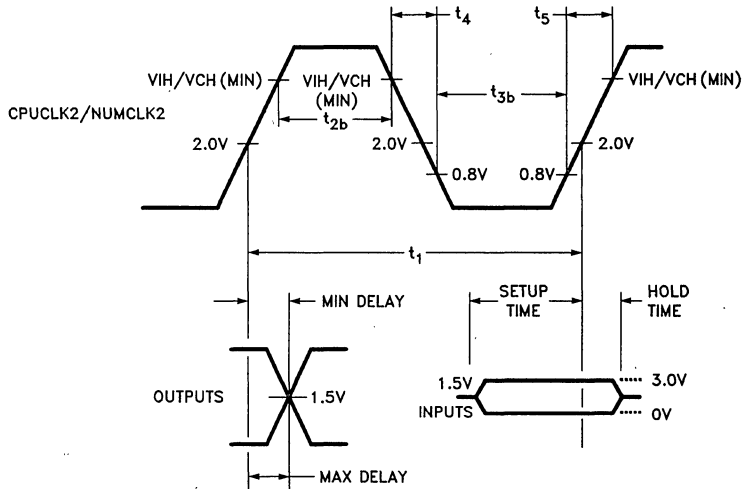 t4
t5
VIH/VCH (MIN)
VIH/VCH
(MIN)
VIH/VCH (MIN)
CPUCLK2/NUMCLK2
t2b
t3b
2.0V
2.0V
2.0V
0.8V
0.8V
t1
MIN DELAY
SETUP
TIME
HOLD
TIME
OUTPUTS
1.5V
1.5V
INPUTS
3.0V
0V
MAX DELAY